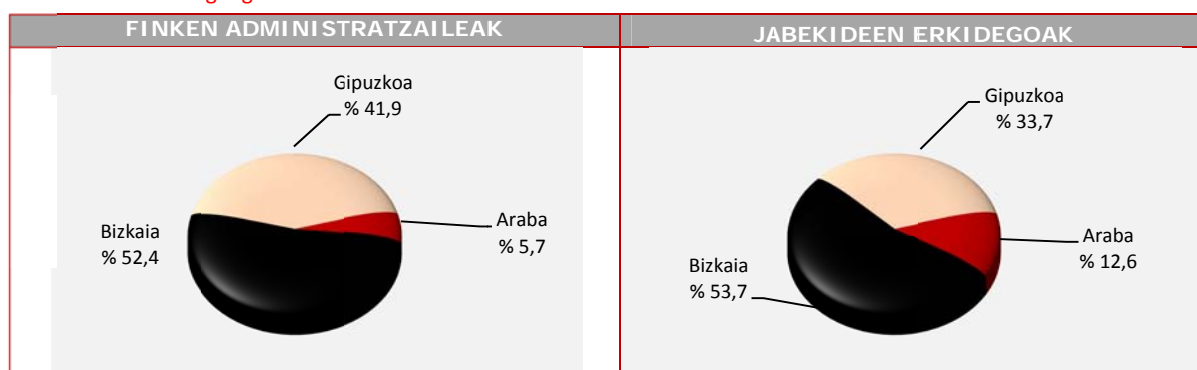 FINKEN ADMINISTRATZAILEAK
JABEKIDEEN ERKIDEGOAK
Gipuzkoa
% 41,9
Araba
% 5,7
Bizkaia
% 52,4
Gipuzkoa
% 33,7
Araba
% 12,6
Bizkaia
% 53,7